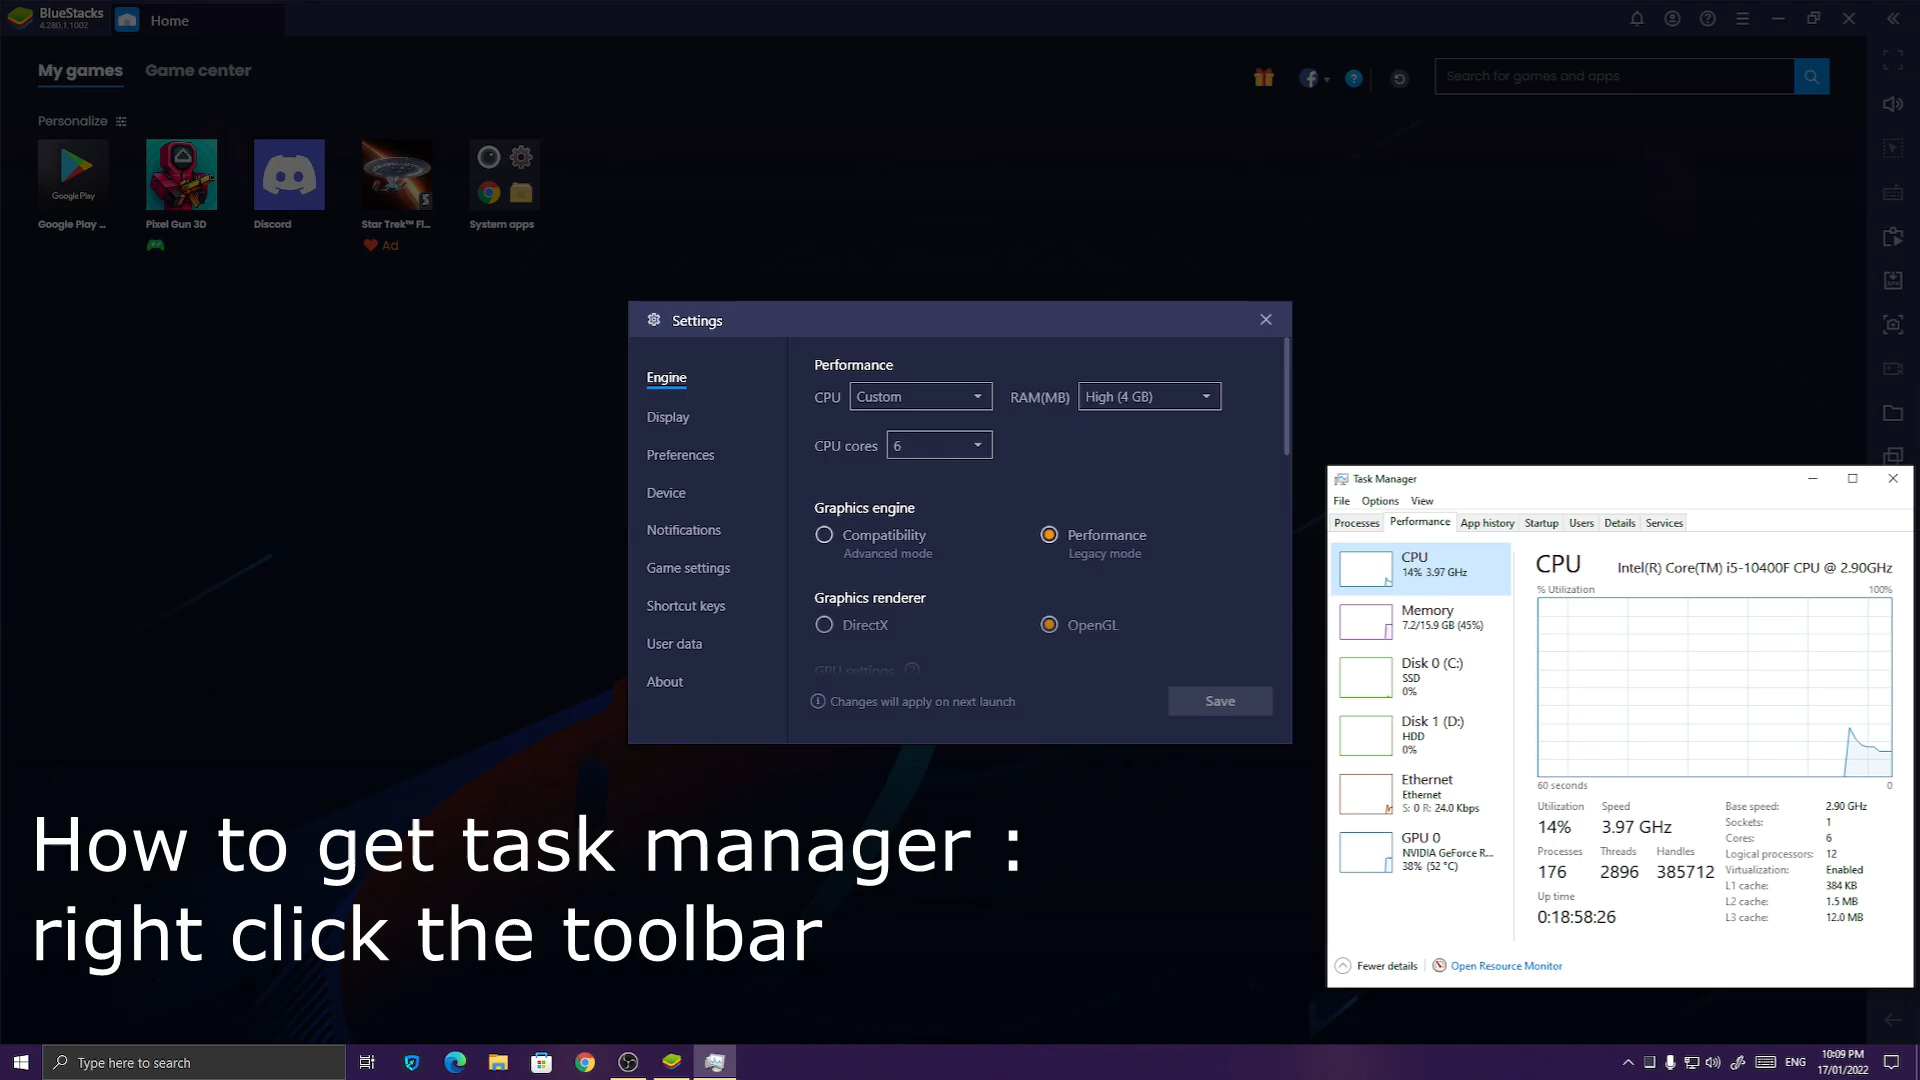 BlueStacks
4.280.1.1002
Home
My games
Game center
Search for games and apps
Personalize
Google Play
Google Play ...
Pixel Gun 3D
Discord
Star Trek™ Fl...
System apps
Ad
Settings
Engine
Display
Preferences
Device
Notifications
Game settings
Shortcut keys
User data
About
Performance
CPU
Custom
RAM(MB)
High (4 GB)
CPU cores
6
Graphics engine
Compatibility
Advanced mode
Performance
Legacy mode
Graphics renderer
DirectX
OpenGL
GPU settings
Changes will apply on next launch
Save
Task Manager
File Options View
Processes Performance App history Startup Users Details Services
CPU
14% 3.97 GHz
Memory
7.2/15.9 GB (45%)
Disk 0 (C:)
SSD
0%
Disk 1 (D:)
HDD
0%
Ethernet
Ethernet
S: 0 R: 24.0 Kbps
GPU 0
NVIDIA GeForce R...
38% (52 °C)
CPU
Intel(R) Core(TM) i5-10400F CPU @ 2.90GHz
% Utilization
100%
60 seconds
0
Utilization Speed
14% 3.97 GHz
Processes Threads Handles
176 2896 385712
Up time
0:18:58:26
Base speed: 2.90 GHz
Sockets: 1
Cores: 6
Logical processors: 12
Virtualization: Enabled
L1 cache: 384 KB
L2 cache: 1.5 MB
L3 cache: 12.0 MB
Fewer details
Open Resource Monitor
How to get task manager :
right click the toolbar
Type here to search
ENG
10:09 PM
17/01/2022